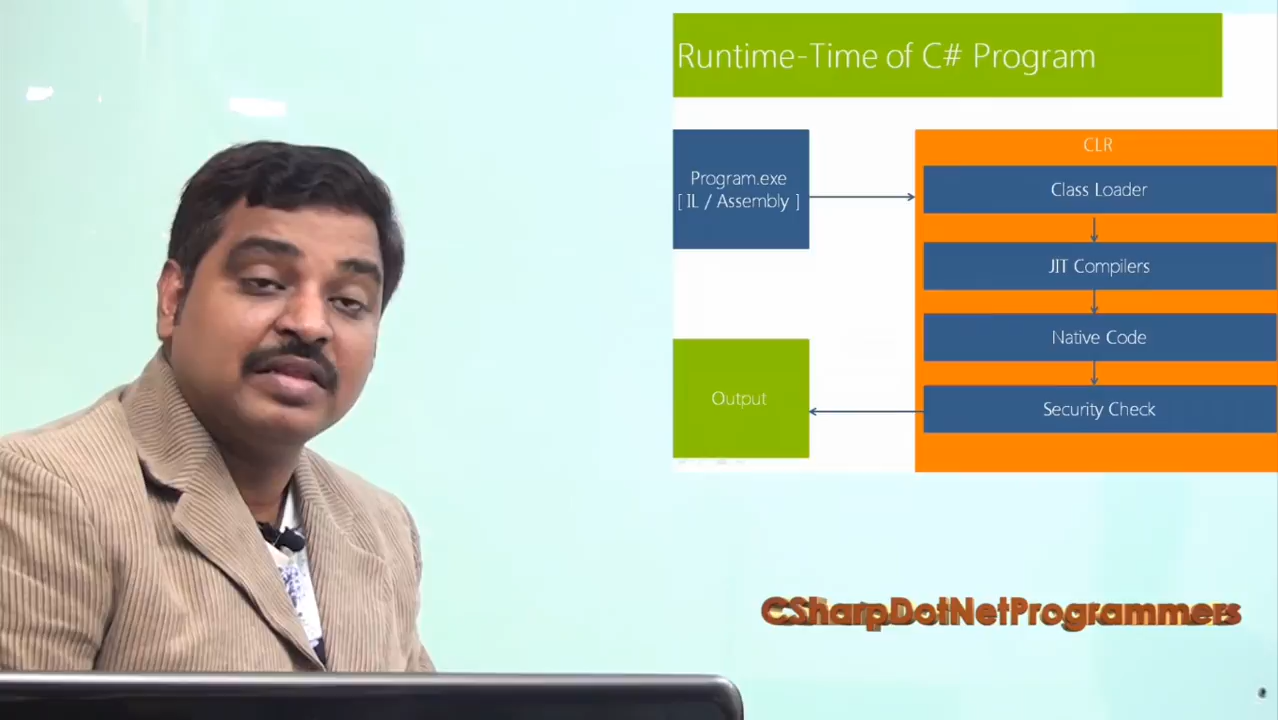 Runtime-Time of C# Program
CLR
Program.exe
[ IL / Assembly ]
Class Loader
JIT Compilers
Native Code
Output
Security Check
CSharpDotNetProgrammers